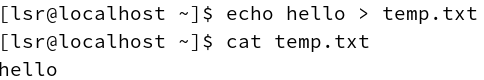 [lsr@localhost ~]$ echo hello > temp.txt
[lsr@localhost ~]$ cat temp.txt
hello